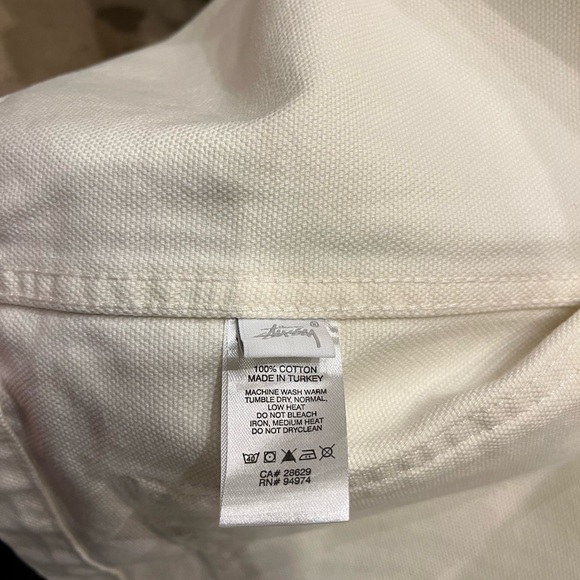 Stüssy ®
100% COTTON
MADE IN TURKEY
MACHINE WASH WARM
TUMBLE DRY, NORMAL,
LOW HEAT
DO NOT BLEACH
IRON, MEDIUM HEAT
DO NOT DRYCLEAN
40
CA# 28629
RN# 94974